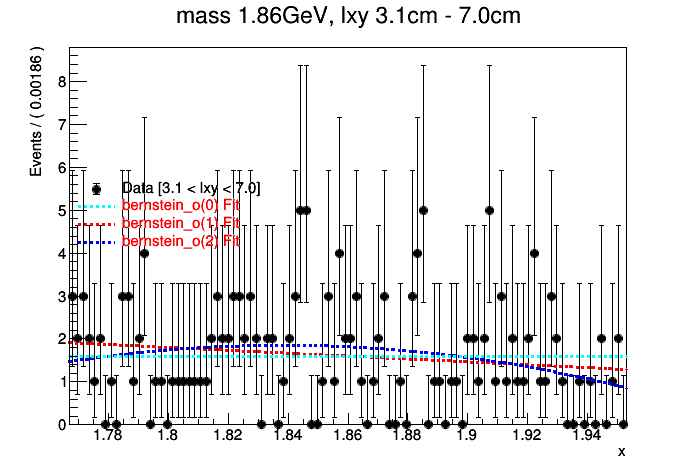 mass 1.86GeV, lxy 3.1cm - 7.0cm
Events / ( 0.00186 )
8
7
6
5
4
3
2
1
0
Data [3.1 < lxy < 7.0]
bernstein_o(0) Fit
bernstein_o(1) Fit
bernstein_o(2) Fit
1.78 1.8 1.82 1.84 1.86 1.88 1.9 1.92 1.94
x